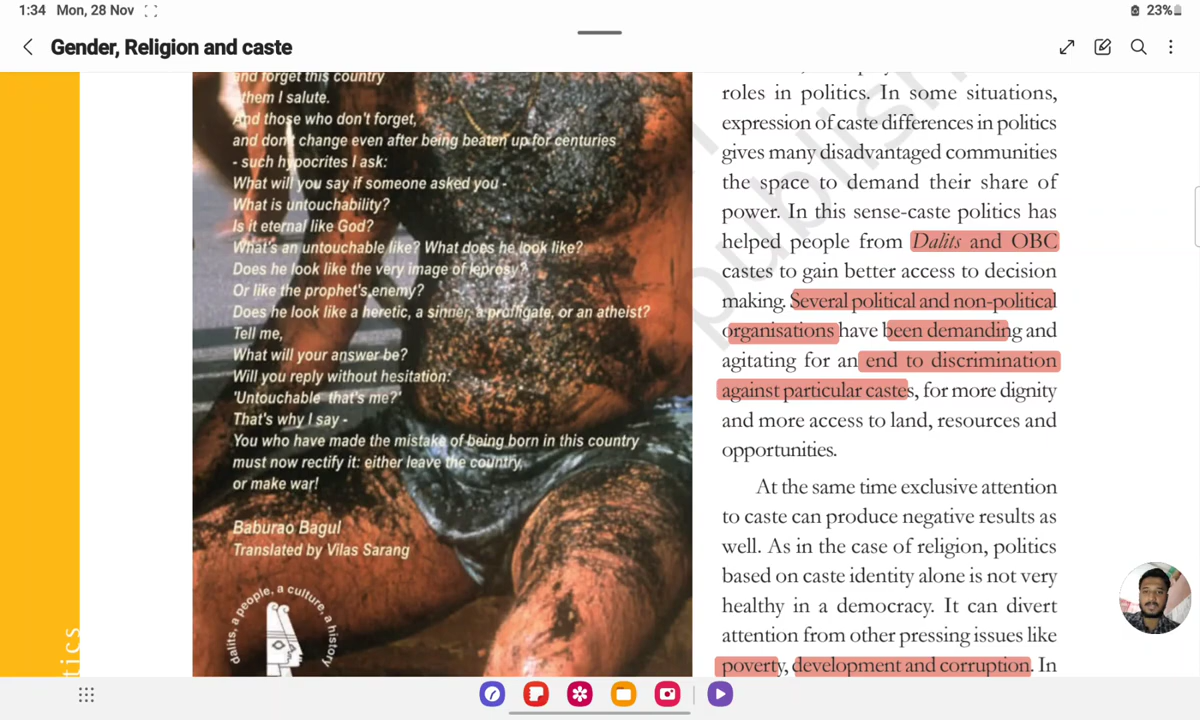 1:34 Mon, 28 Nov
23%
Gender, Religion and caste
and forget this country
them I salute.
And those who don't forget,
and don't change even after being beaten up for centuries
- such hypocrites I ask:
What will you say if someone asked you -
What is untouchability?
Is it eternal like God?
What's an untouchable like? What does he look like?
Does he look like the very image of leprosy?
Or like the prophet's enemy?
Does he look like a heretic, a sinner, a profligate, or an atheist?
Tell me,
What will your answer be?
Will you reply without hesitation:
'Untouchable that's me?'
That's why I say -
You who have made the mistake of being born in this country
must now rectify it: either leave the country,
or make war!
Baburao Bagul
Translated by Vilas Sarang
dalits, a people, a culture, a history
tics
roles in politics. In some situations,
expression of caste differences in politics
gives many disadvantaged communities
the space to demand their share of
power. In this sense-caste politics has
helped people from Dalits and OBC
castes to gain better access to decision
making. Several political and non-political
organisations have been demanding and
agitating for an end to discrimination
against particular castes, for more dignity
and more access to land, resources and
opportunities.
At the same time exclusive attention
to caste can produce negative results as
well. As in the case of religion, politics
based on caste identity alone is not very
healthy in a democracy. It can divert
attention from other pressing issues like
poverty, development and corruption. In
publish